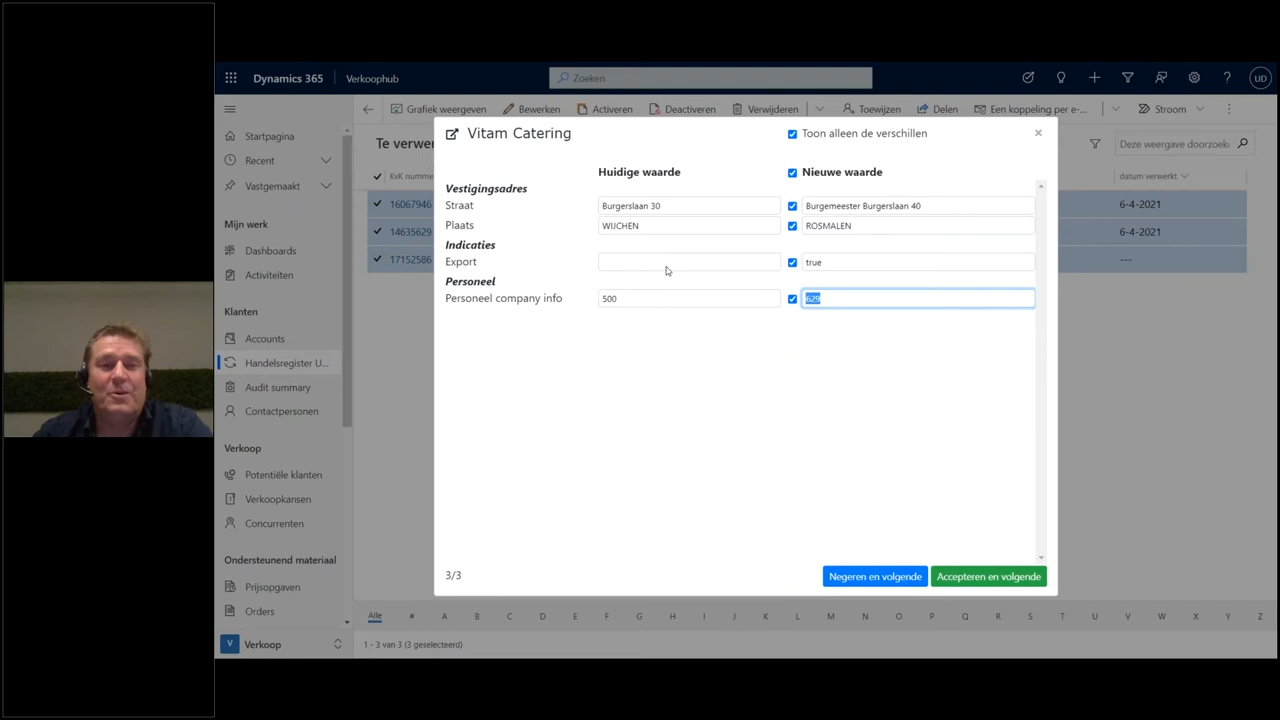 Dynamics 365
Verkoophub
Zoeken
UD
Startpagina
Recent
Vastgemaakt
Mijn werk
Dashboards
Activiteiten
Klanten
Accounts
Handelsregister U...
Audit summary
Contactpersonen
Verkoop
Potentiële klanten
Verkoopkansen
Concurrenten
Ondersteunend materiaal
Prijsopgaven
Orders
V Verkoop
Grafiek weergeven
Bewerken
Activeren
Deactiveren
Verwijderen
Toewijzen
Delen
Een koppeling per e-...
Stroom
Te verwer
Deze weergave doorzoeke
KvK numme
datum verwerkt
16067946
6-4-2021
14635629
6-4-2021
17152586
---
Vitam Catering
Toon alleen de verschillen
Huidige waarde
Nieuwe waarde
Vestigingsadres
Straat
Burgerslaan 30
Burgemeester Burgerslaan 40
Plaats
WIJCHEN
ROSMALEN
Indicaties
Export
true
Personeel
Personeel company info
500
629
3/3
Negeren en volgende
Accepteren en volgende
Alle # A B C D E F G H I J K L M N O P Q R S T U V W X Y Z
1 - 3 van 3 (3 geselecteerd)